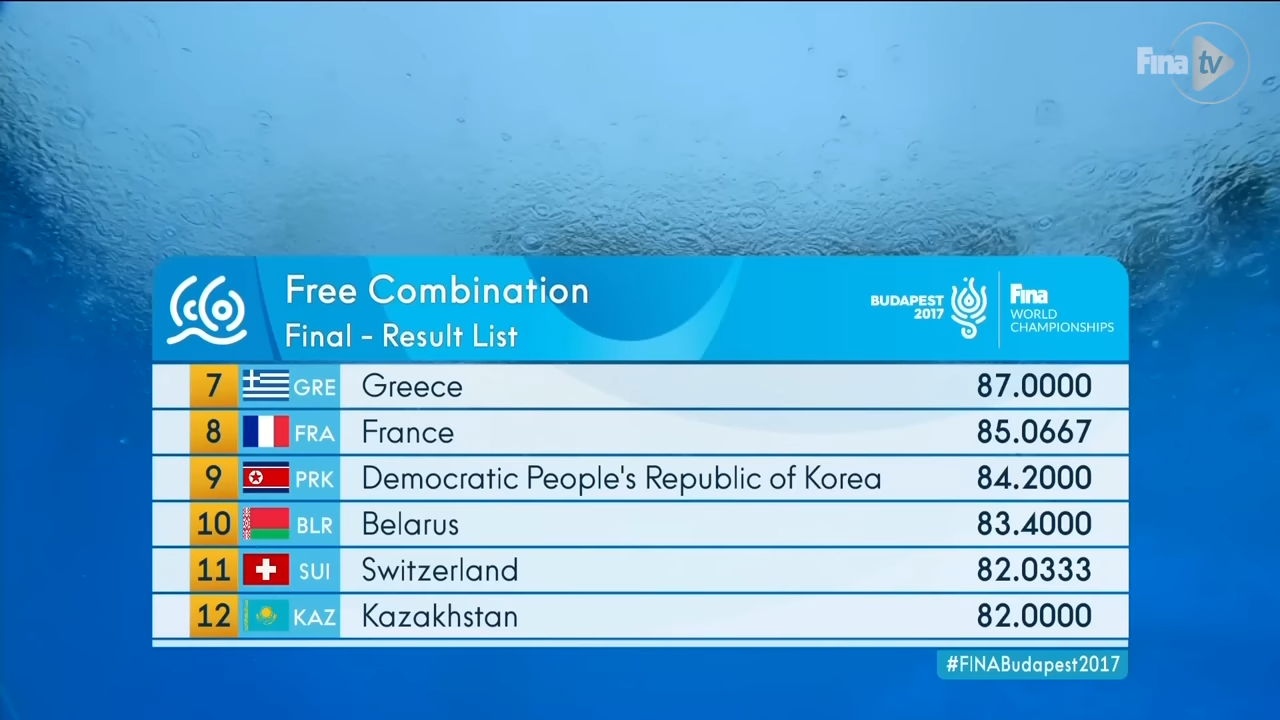 Fina tv
Free Combination
Final - Result List
BUDAPEST
2017
Fina
WORLD
CHAMPIONSHIPS
7 GRE Greece 87.0000
8 FRA France 85.0667
9 PRK Democratic People's Republic of Korea 84.2000
10 BLR Belarus 83.4000
11 SUI Switzerland 82.0333
12 KAZ Kazakhstan 82.0000
#FINABudapest2017